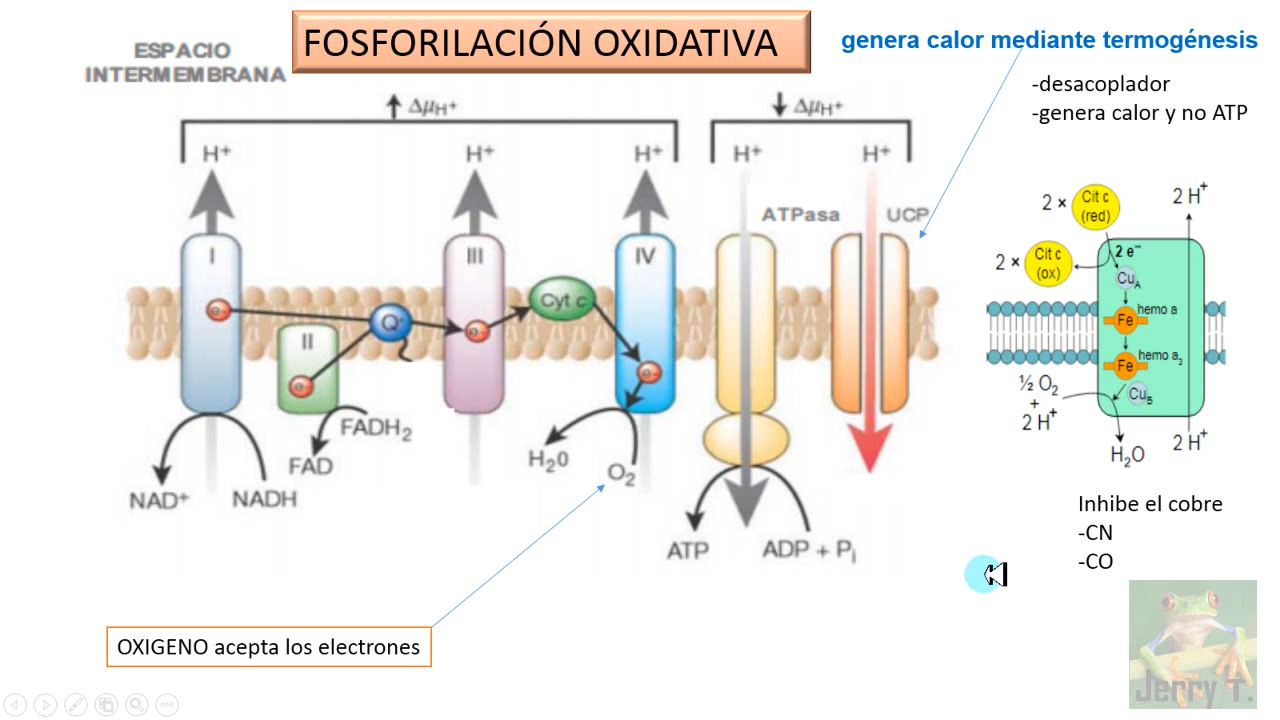 FOSFORILACIÓN OXIDATIVA
ESPACIO
INTERMEMBRANA
genera calor mediante termogénesis
-desacoplador
-genera calor y no ATP
↑ ΔμH+
↓ ΔμH+
H+
H+
H+
H+
H+
ATPasa
UCP
I
II
III
IV
e-
e-
e-
e-
Q
Cyt c
FADH2
FAD
NAD+
NADH
H20
O2
ATP
ADP + Pi
2 × Cit c
(red)
2 H+
2 × Cit c
(ox)
2 e−
CuA
Fe
hemo a
Fe
hemo a3
CuB
½ O2
+
2 H+
H2O
2 H+
Inhibe el cobre
-CN
-CO
OXIGENO acepta los electrones
Jerry T.